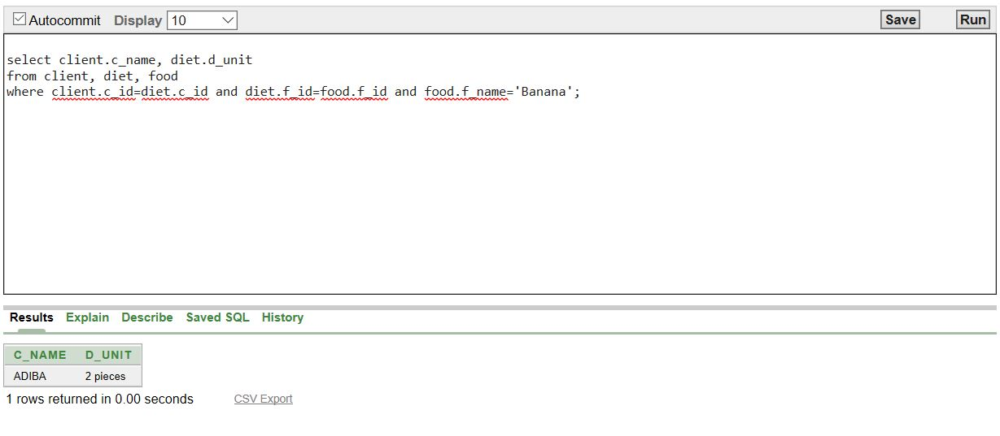 Autocommit Display 10 Save Run
select client.c_name, diet.d_unit
from client, diet, food
where client.c_id=diet.c_id and diet.f_id=food.f_id and food.f_name='Banana';
Results Explain Describe Saved SQL History
C_NAME D_UNIT
ADIBA 2 pieces
1 rows returned in 0.00 seconds CSV Export